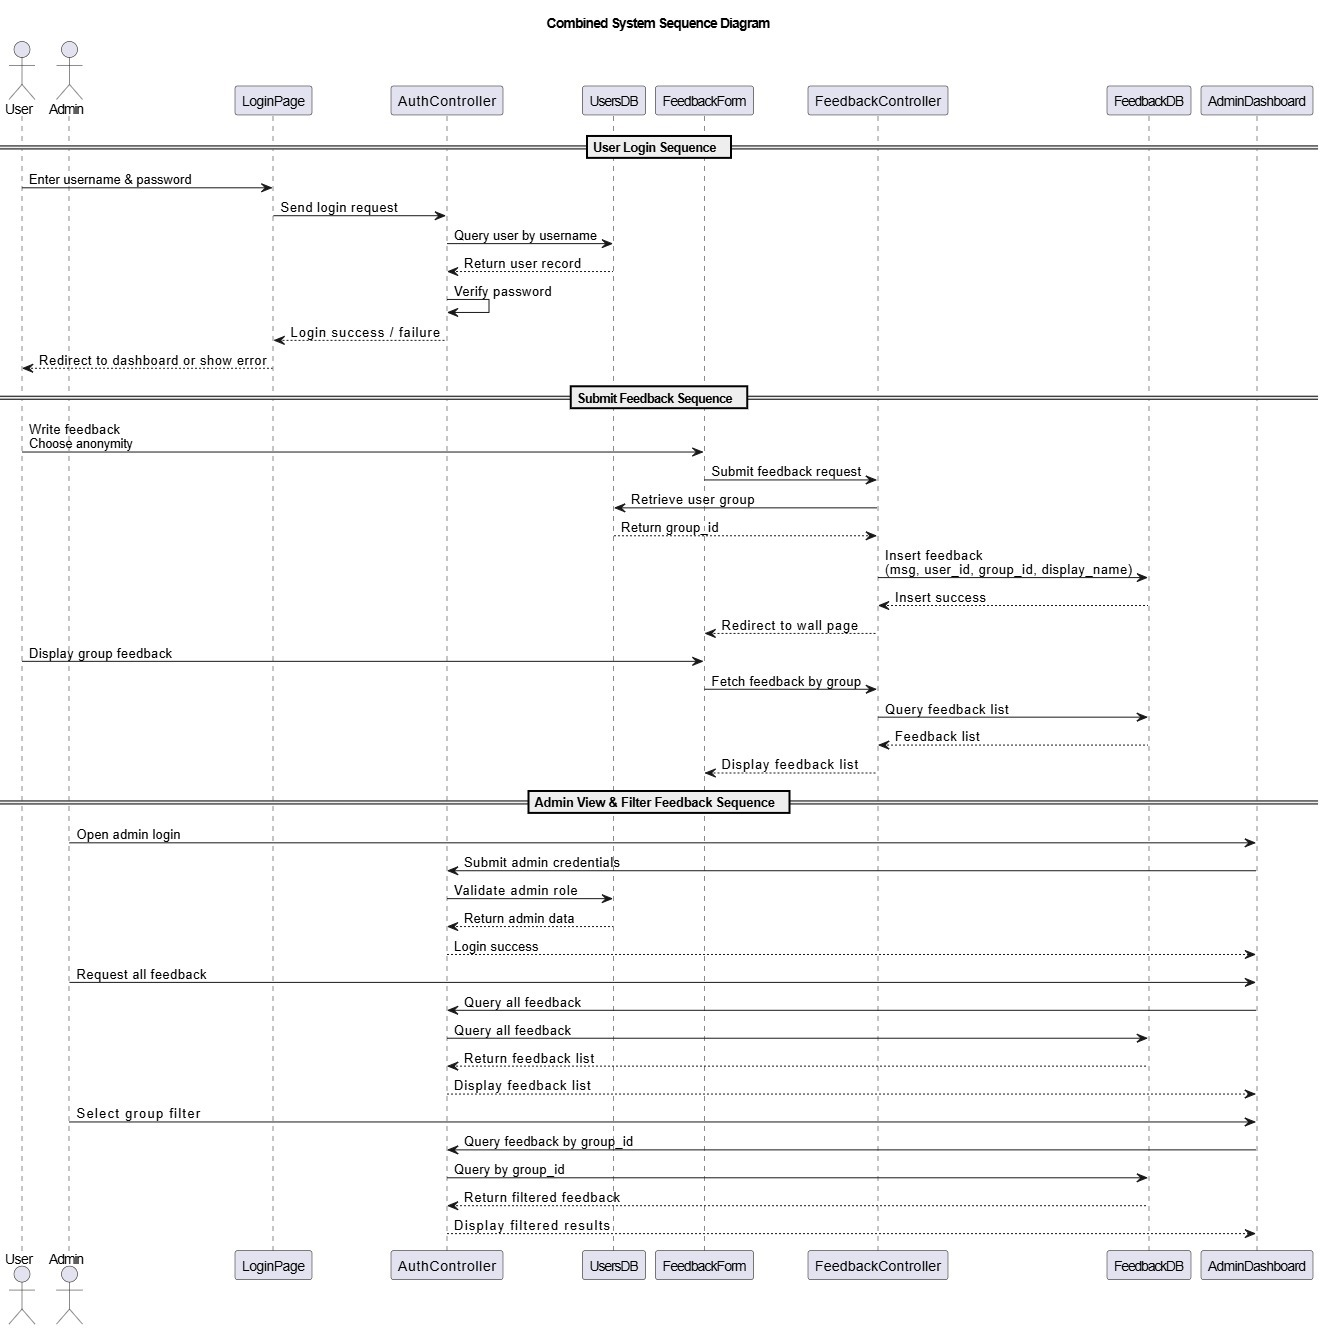 Combined System Sequence Diagram
User
Admin
LoginPage
AuthController
UsersDB
FeedbackForm
FeedbackController
FeedbackDB
AdminDashboard
User Login Sequence
Enter username & password
Send login request
Query user by username
Return user record
Verify password
Login success / failure
Redirect to dashboard or show error
Submit Feedback Sequence
Write feedback
Choose anonymity
Submit feedback request
Retrieve user group
Return group_id
Insert feedback
(msg, user_id, group_id, display_name)
Insert success
Redirect to wall page
Display group feedback
Fetch feedback by group
Query feedback list
Feedback list
Display feedback list
Admin View & Filter Feedback Sequence
Open admin login
Submit admin credentials
Validate admin role
Return admin data
Login success
Request all feedback
Query all feedback
Query all feedback
Return feedback list
Display feedback list
Select group filter
Query feedback by group_id
Query by group_id
Return filtered feedback
Display filtered results
User
Admin
LoginPage
AuthController
UsersDB
FeedbackForm
FeedbackController
FeedbackDB
AdminDashboard